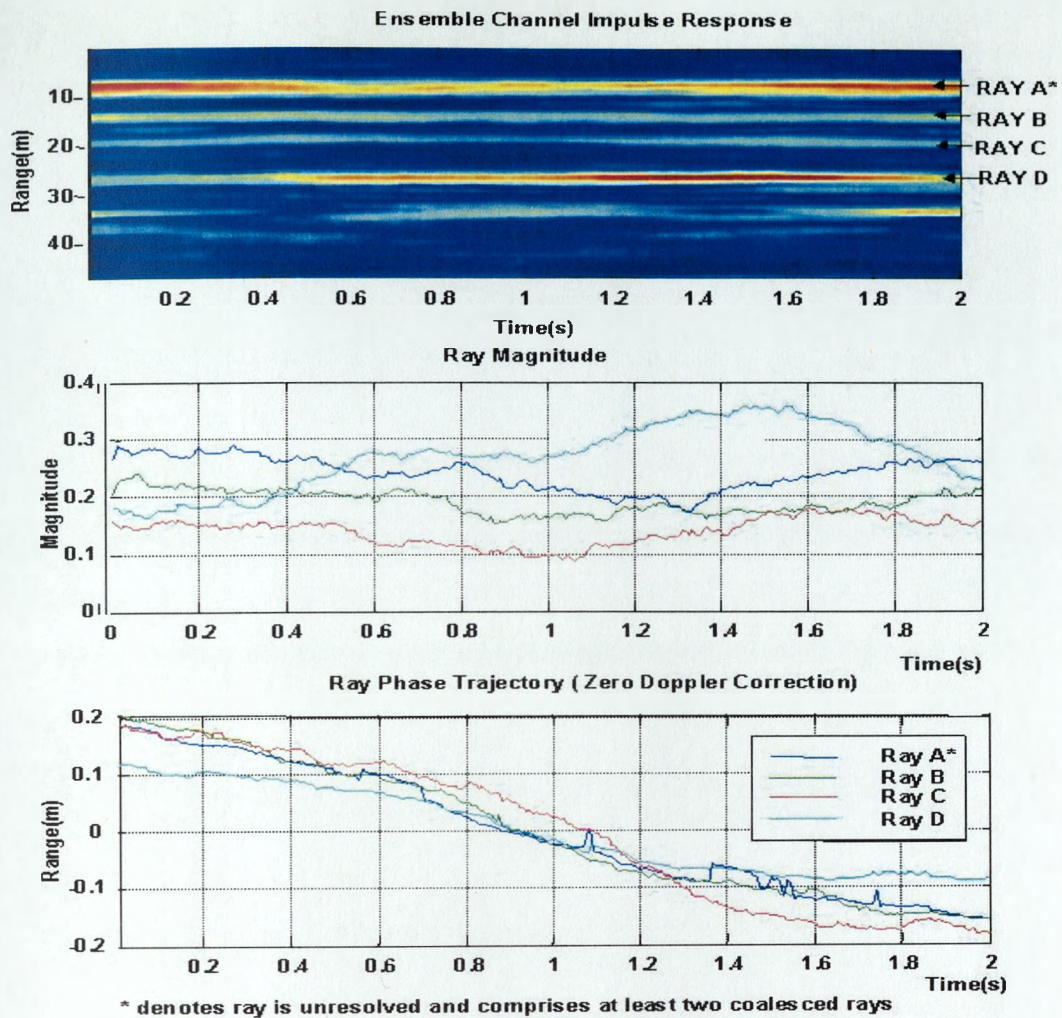 Ensemble Channel Impulse Response
10
20
30
40
Range(m)
RAY A*
RAY B
RAY C
RAY D
0.2 0.4 0.6 0.8 1 1.2 1.4 1.6 1.8 2
Time(s)
Ray Magnitude
0.4
0.3
0.2
0.1
0
Magnitude
0 0.2 0.4 0.6 0.8 1 1.2 1.4 1.6 1.8 2
Time(s)
Ray Phase Trajectory ( Zero Doppler Correction)
0.2
0.1
0
-0.1
-0.2
Range(m)
Ray A*
Ray B
Ray C
Ray D
0.2 0.4 0.6 0.8 1 1.2 1.4 1.6 1.8 2
Time(s)
* denotes ray is unresolved and comprises at least two coalesced rays